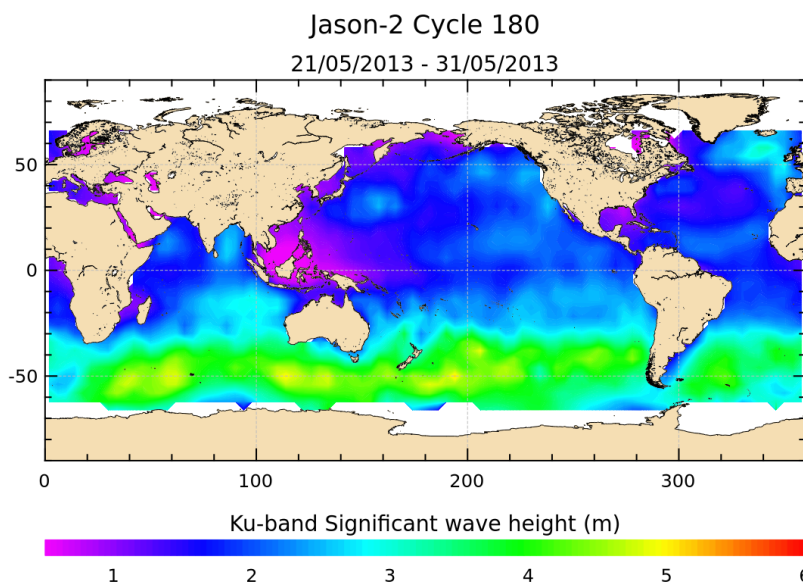 Jason-2 Cycle 180
21/05/2013 - 31/05/2013
50
0
-50
0 100 200 300
Ku-band Significant wave height (m)
1 2 3 4 5 6